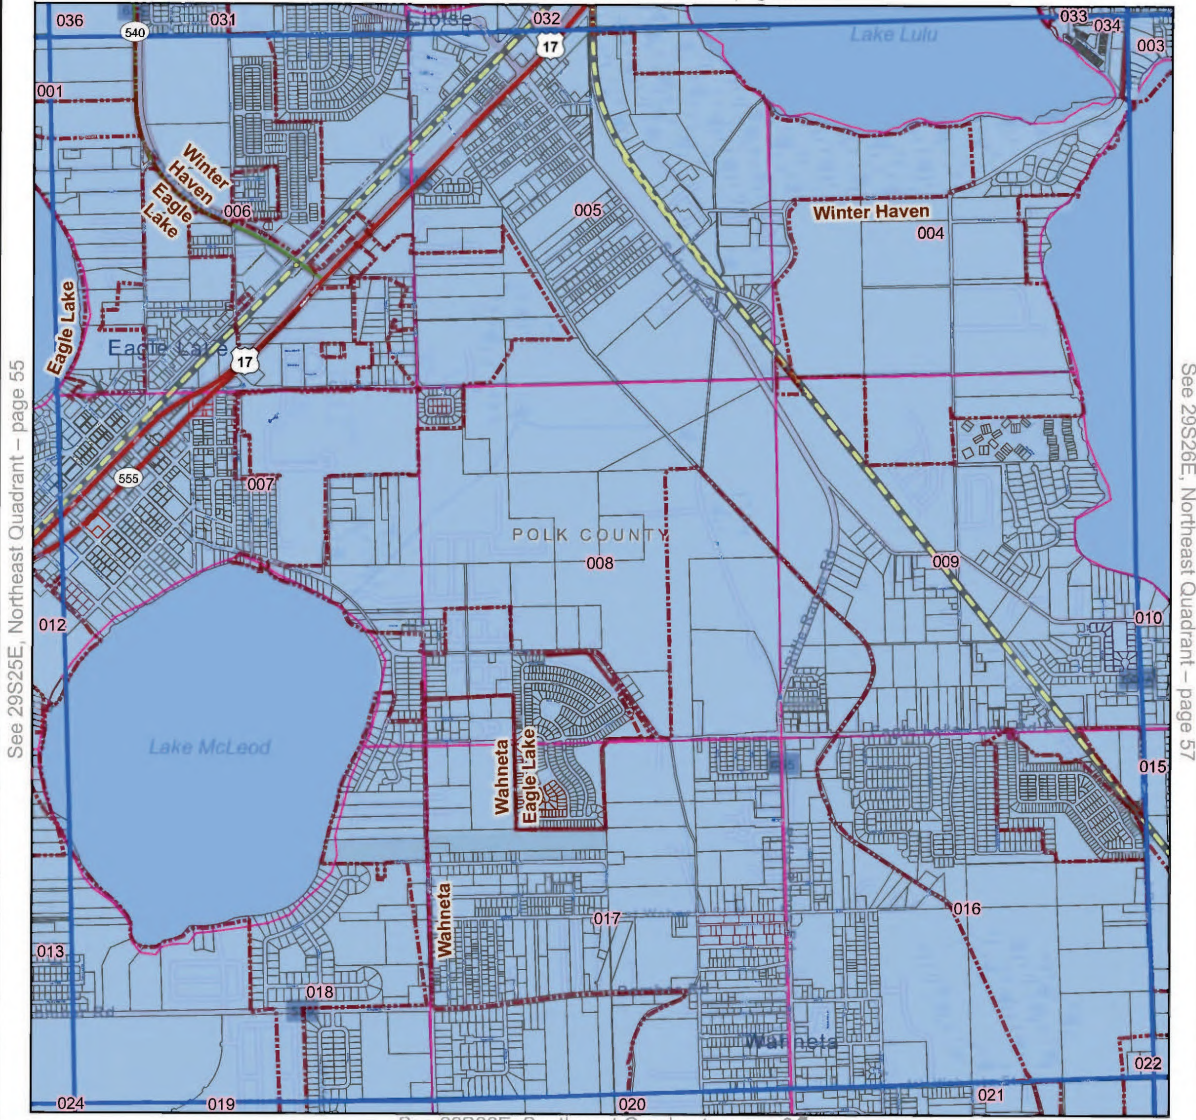 036
031
Eloise
032
033
034
003
540
17
Lake Lulu
001
Winter
Haven
Eagle
Lake
006
005
Winter Haven
004
Eagle Lake
Eagle Lake
17
See 29S25E, Northeast Quadrant – page 55
See 29S26E, Northeast Quadrant – page 57
555
007
POLK COUNTY
008
009
012
010
Lake McLeod
Wahneta
Eagle Lake
015
Wahneta
017
016
013
018
Rd
Wahneta
022
024
019
020
021